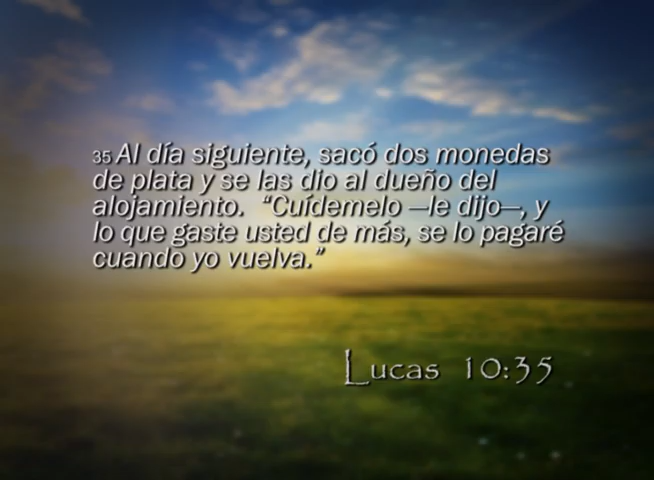 35 Al día siguiente, sacó dos monedas
de plata y se las dio al dueño del
alojamiento. "Cuídemelo —le dijo—, y
lo que gaste usted de más, se lo pagaré
cuando yo vuelva."
Lucas 10:35